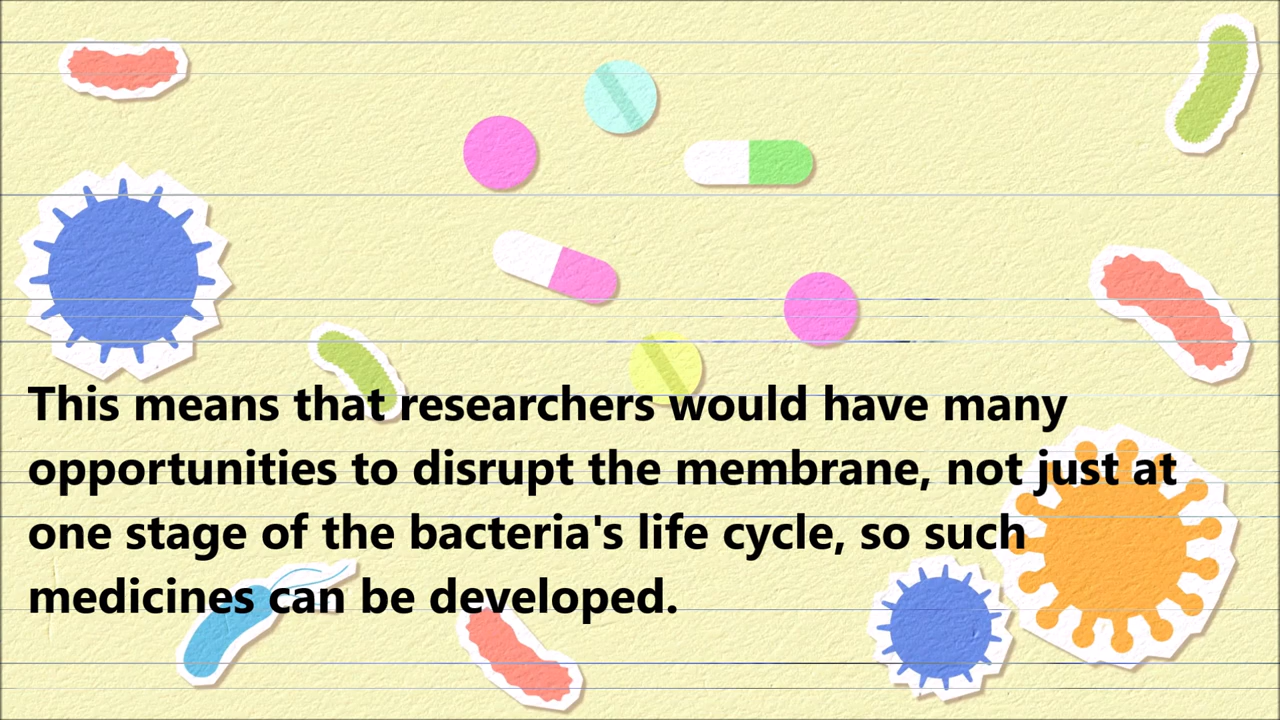 This means that researchers would have many
opportunities to disrupt the membrane, not just at
one stage of the bacteria's life cycle, so such
medicines can be developed.